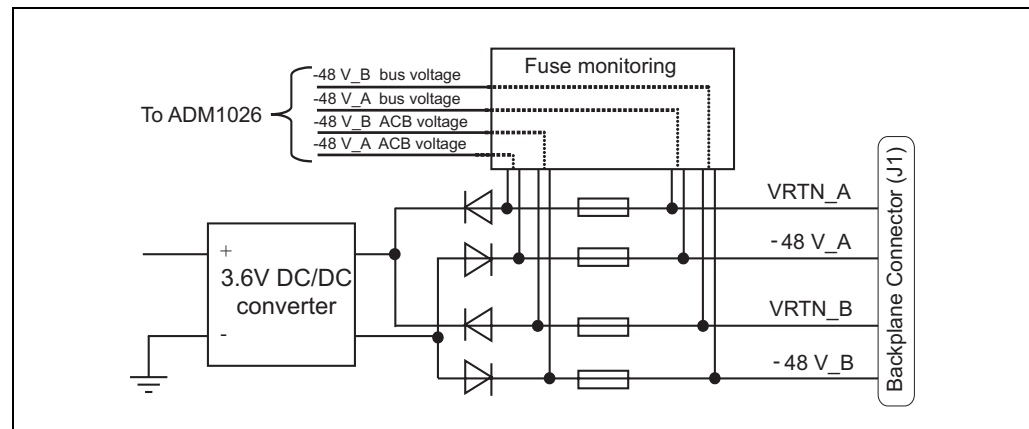 Fuse monitoring
-48 V_B bus voltage
-48 V_A bus voltage
To ADM1026
-48 V_B ACB voltage
-48 V_A ACB voltage
VRTN_A
-48 V_A
+
3.6V DC/DC
converter
-
VRTN_B
-48 V_B
Backplane Connector (J1)